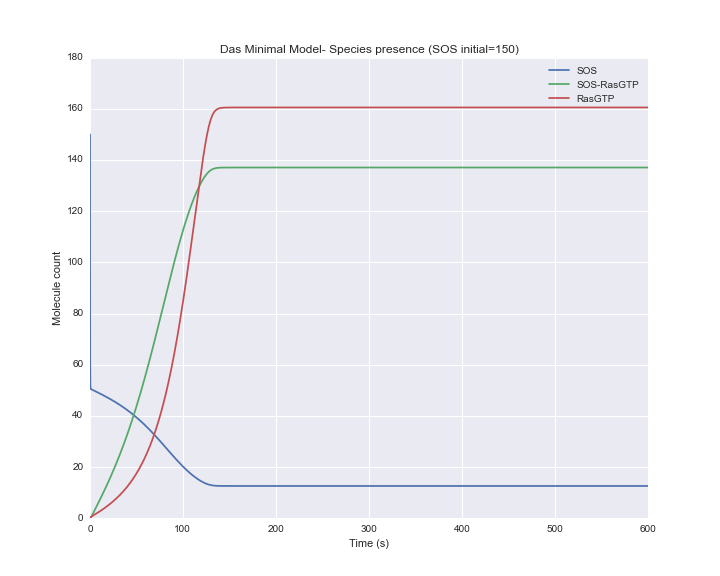 Das Minimal Model- Species presence (SOS initial=150)
180
160
140
120
100
80
60
40
20
0
Molecule count
SOS
SOS-RasGTP
RasGTP
0 100 200 300 400 500 600
Time (s)